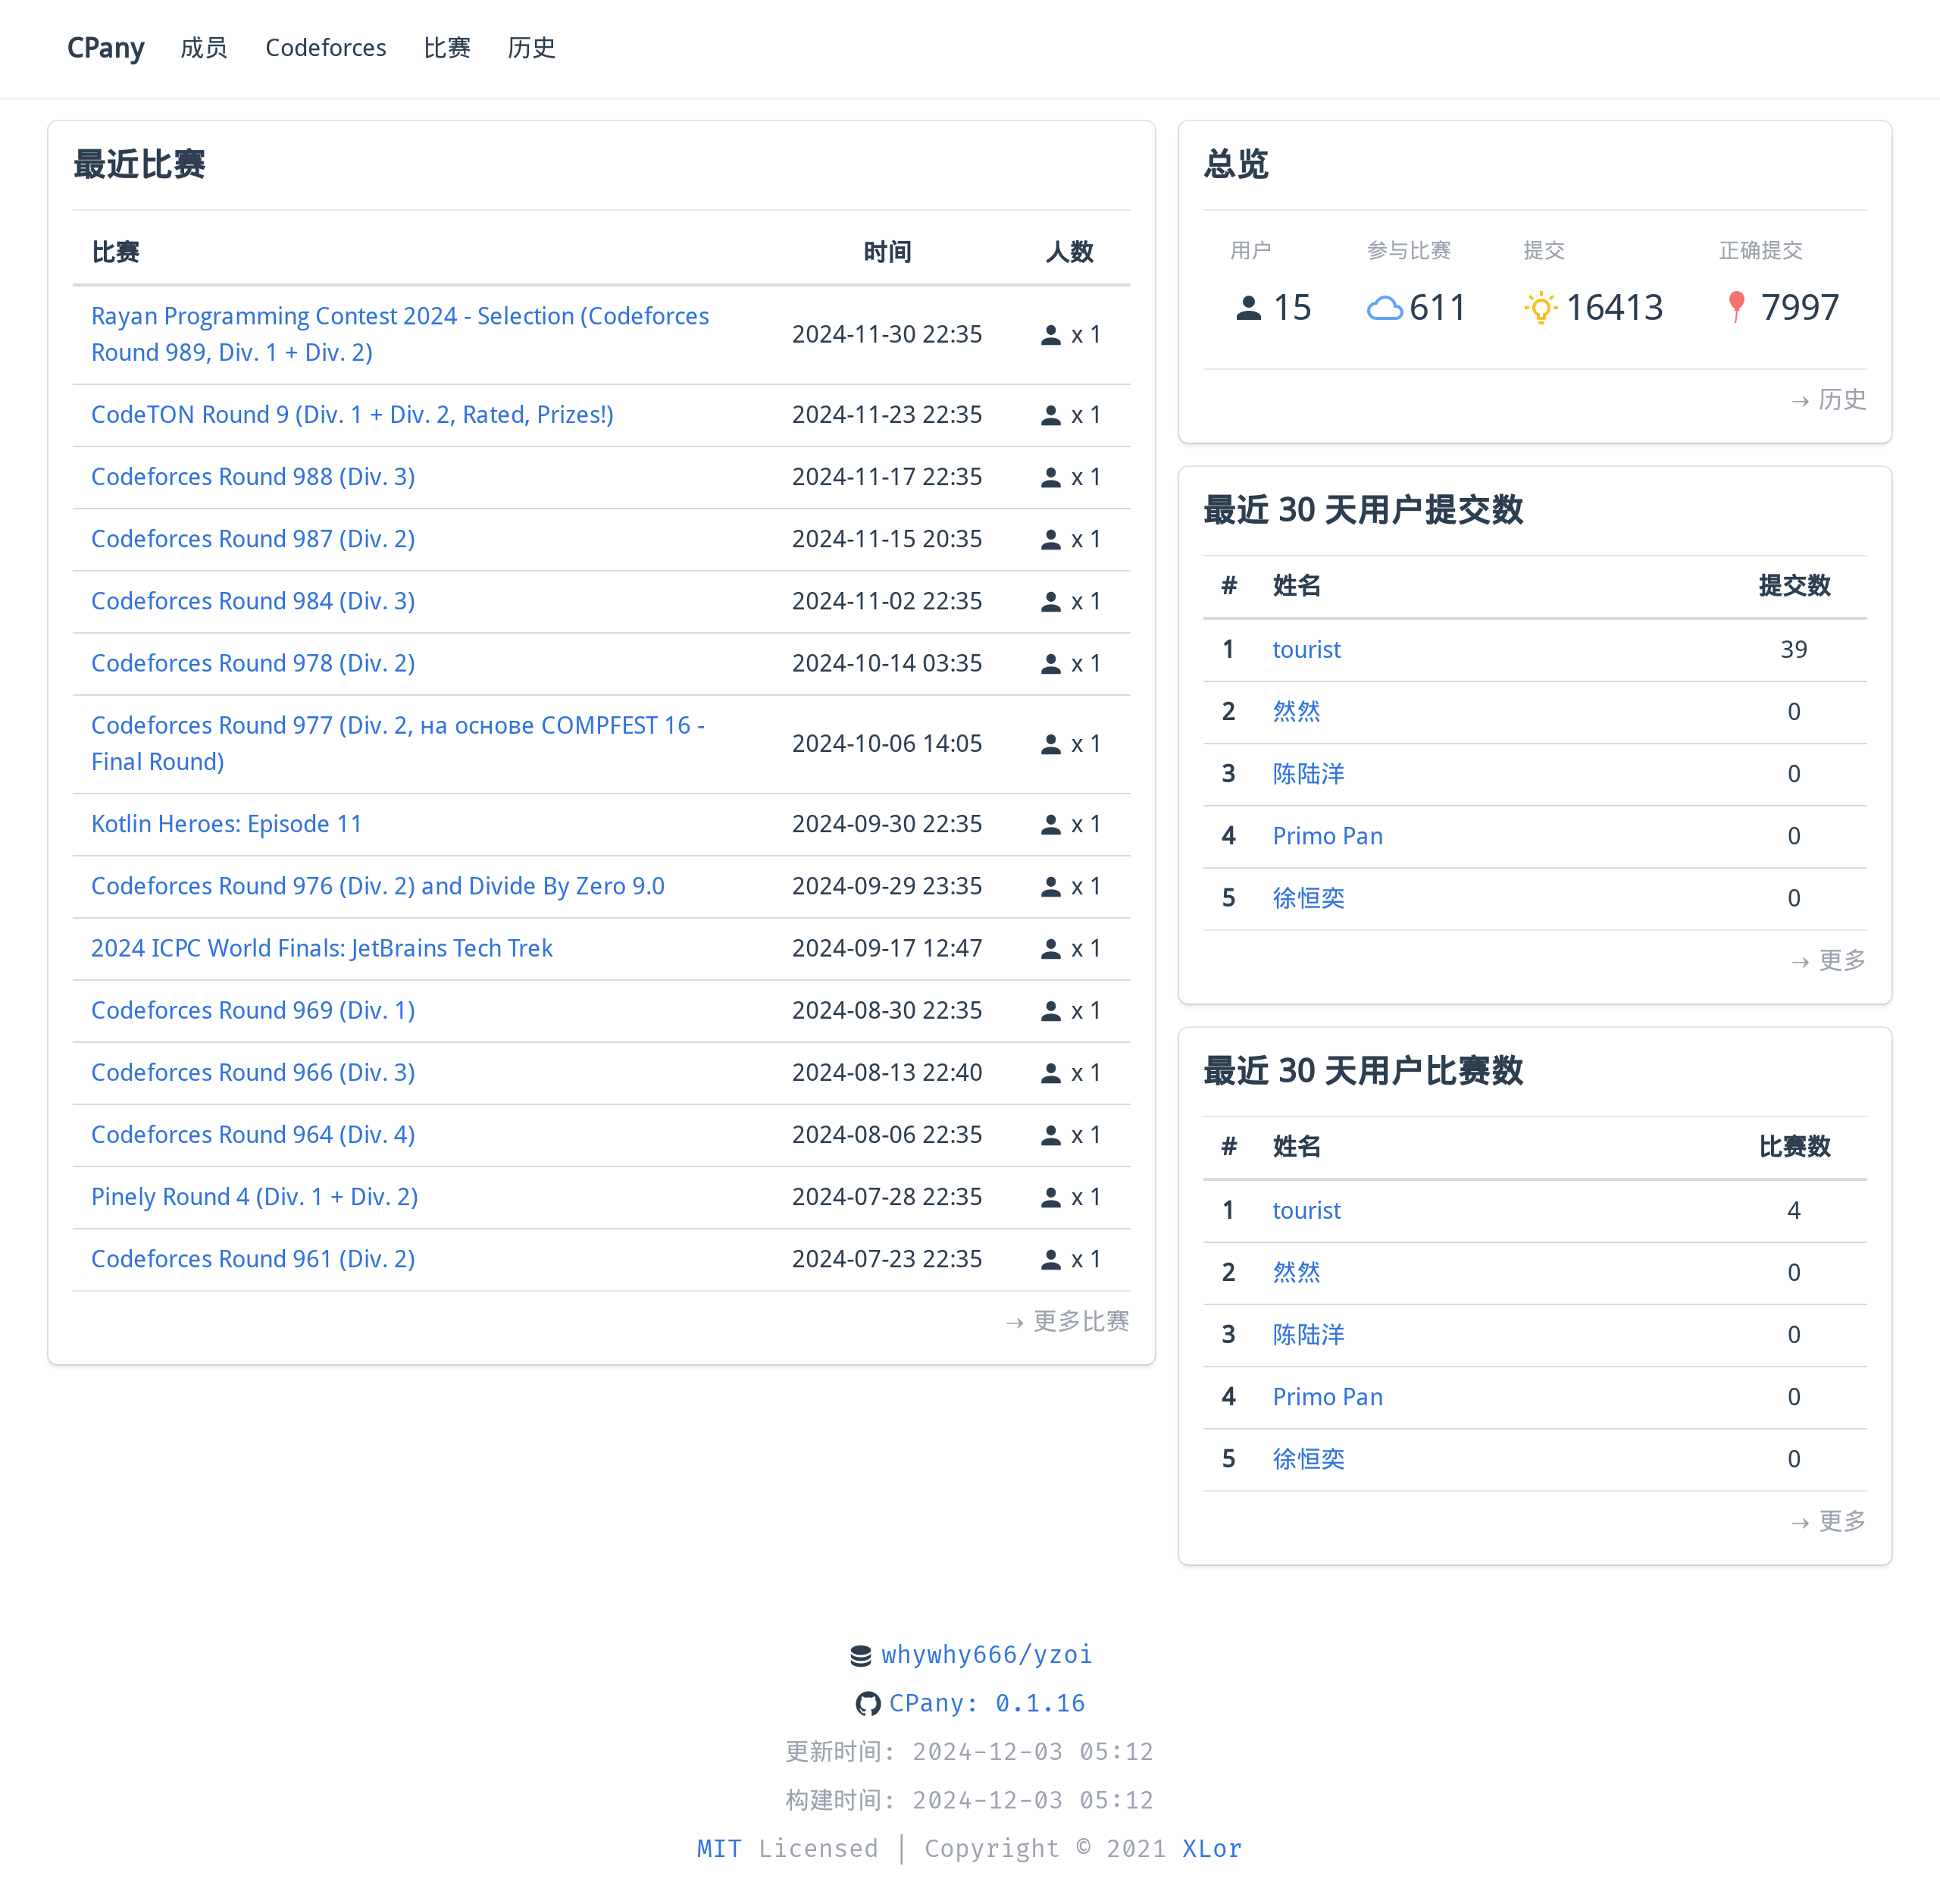 CPany 成员 Codeforces 比赛 历史
最近比赛
比赛 时间 人数
Rayan Programming Contest 2024 - Selection (Codeforces
Round 989, Div. 1 + Div. 2) 2024-11-30 22:35 x 1
CodeTON Round 9 (Div. 1 + Div. 2, Rated, Prizes!) 2024-11-23 22:35 x 1
Codeforces Round 988 (Div. 3) 2024-11-17 22:35 x 1
Codeforces Round 987 (Div. 2) 2024-11-15 20:35 x 1
Codeforces Round 984 (Div. 3) 2024-11-02 22:35 x 1
Codeforces Round 978 (Div. 2) 2024-10-14 03:35 x 1
Codeforces Round 977 (Div. 2, на основе COMPFEST 16 -
Final Round) 2024-10-06 14:05 x 1
Kotlin Heroes: Episode 11 2024-09-30 22:35 x 1
Codeforces Round 976 (Div. 2) and Divide By Zero 9.0 2024-09-29 23:35 x 1
2024 ICPC World Finals: JetBrains Tech Trek 2024-09-17 12:47 x 1
Codeforces Round 969 (Div. 1) 2024-08-30 22:35 x 1
Codeforces Round 966 (Div. 3) 2024-08-13 22:40 x 1
Codeforces Round 964 (Div. 4) 2024-08-06 22:35 x 1
Pinely Round 4 (Div. 1 + Div. 2) 2024-07-28 22:35 x 1
Codeforces Round 961 (Div. 2) 2024-07-23 22:35 x 1
→ 更多比赛
总览
用户 参与比赛 提交 正确提交
15 611 16413 7997
→ 历史
最近 30 天用户提交数
# 姓名 提交数
1 tourist 39
2 然然 0
3 陈陆洋 0
4 Primo Pan 0
5 徐恒奕 0
→ 更多
最近 30 天用户比赛数
# 姓名 比赛数
1 tourist 4
2 然然 0
3 陈陆洋 0
4 Primo Pan 0
5 徐恒奕 0
→ 更多
whywhy666/yzoi
CPany: 0.1.16
更新时间: 2024-12-03 05:12
构建时间: 2024-12-03 05:12
MIT Licensed | Copyright © 2021 XLor